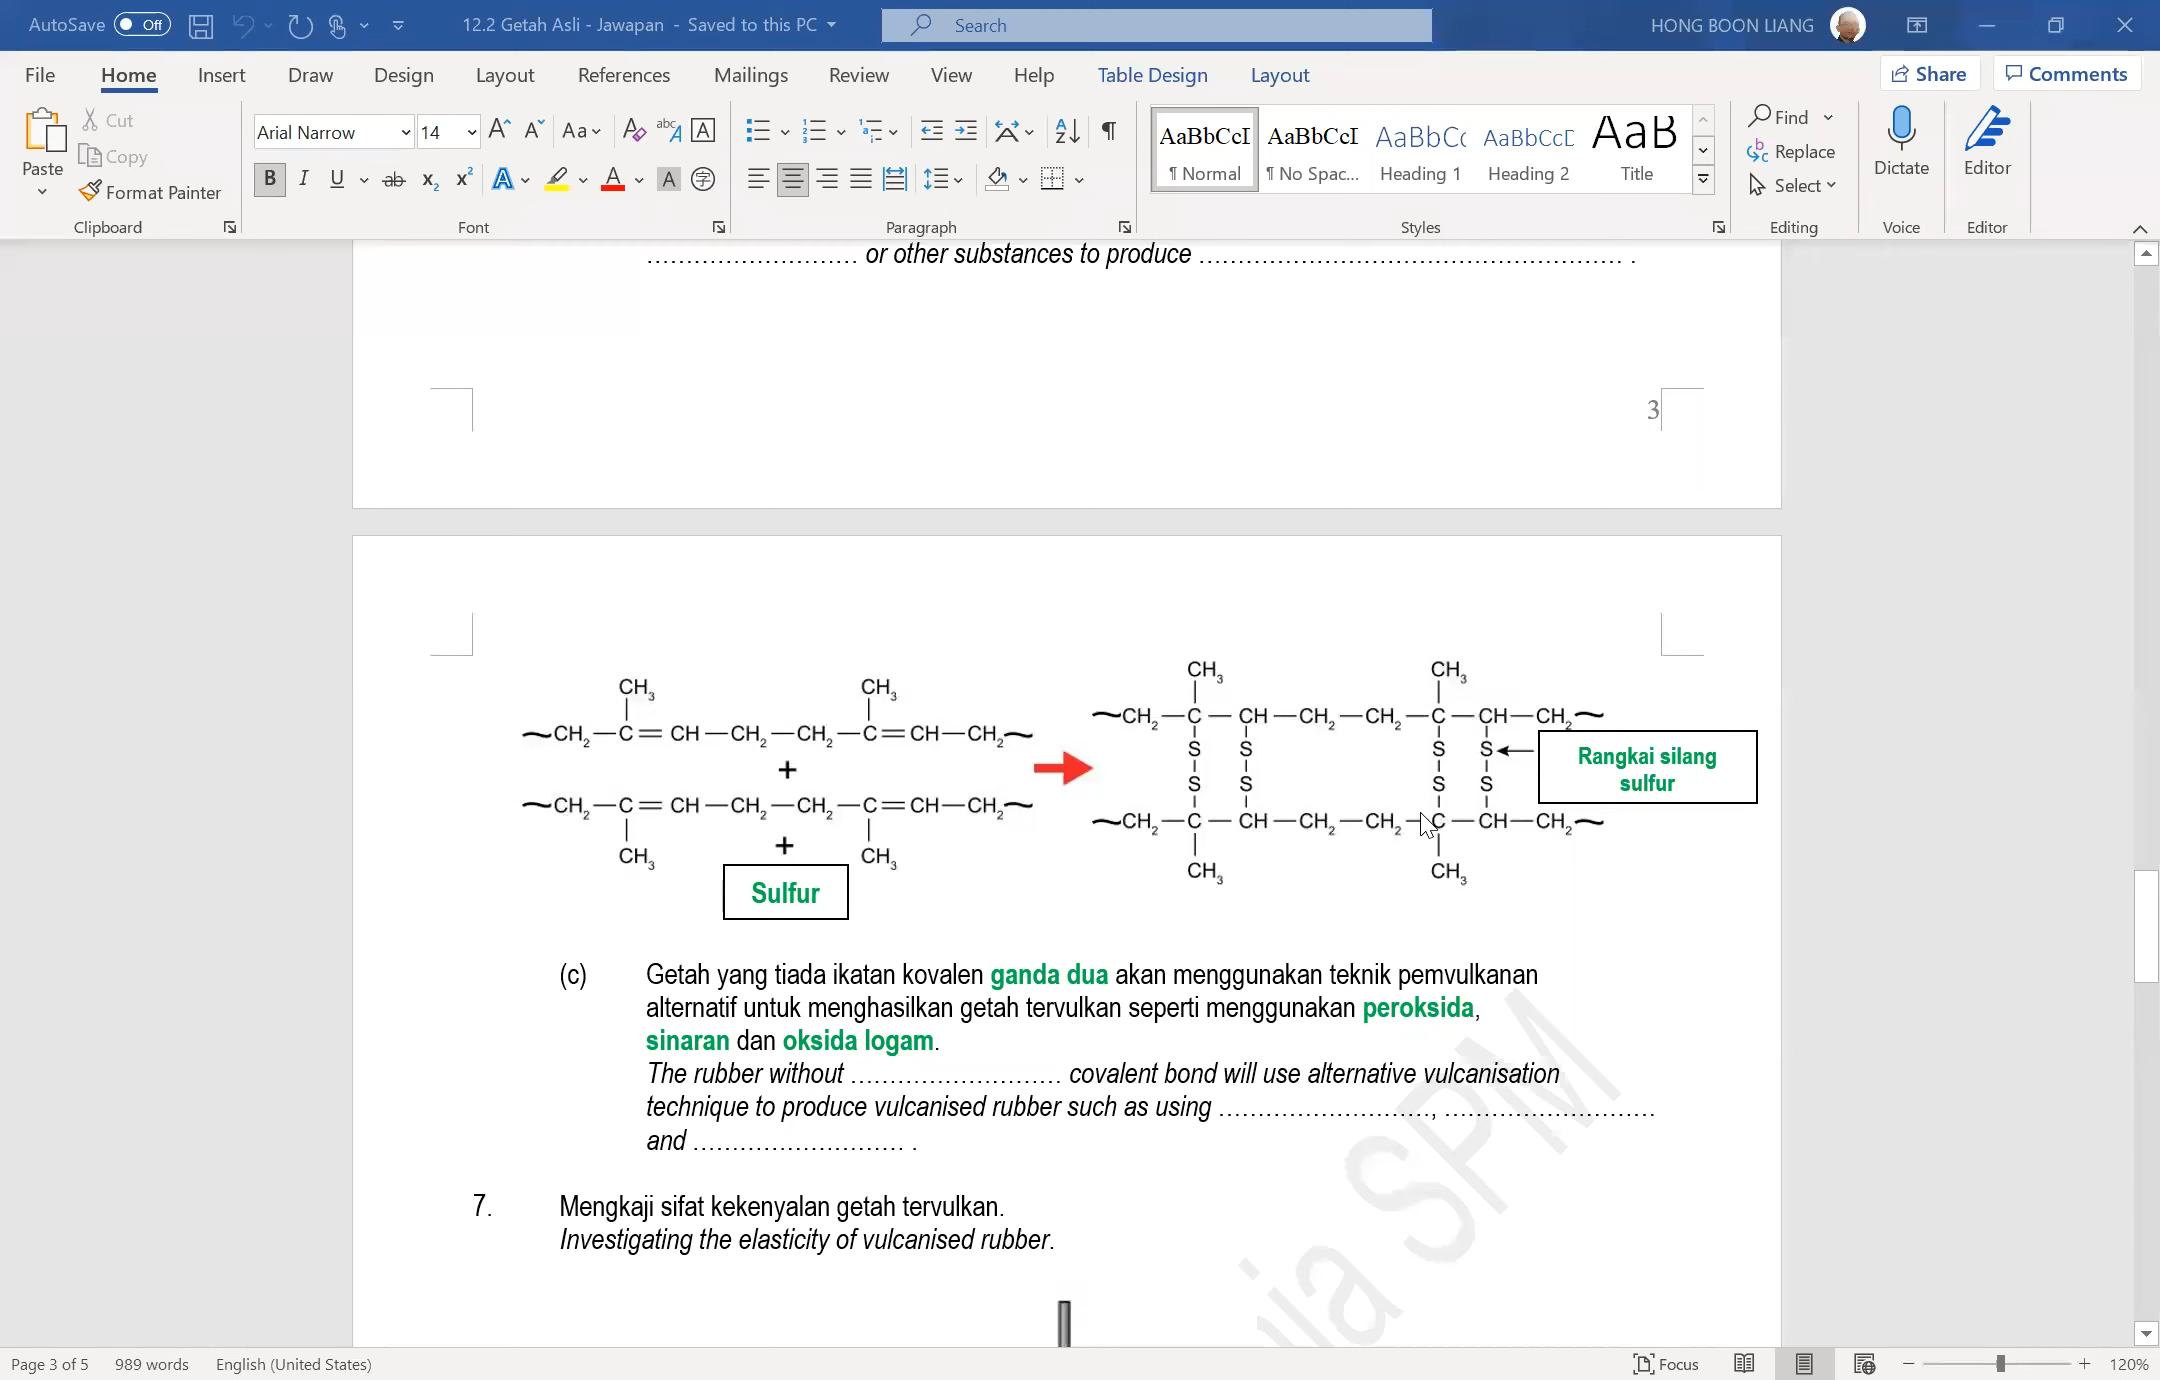 AutoSave Off 12.2 Getah Asli - Jawapan - Saved to this PC Search HONG BOON LIANG
File Home Insert Draw Design Layout References Mailings Review View Help Table Design Layout Share Comments
Paste Cut Copy Format Painter
Clipboard
Arial Narrow 14
Font
Paragraph
AaBbCcI ¶ Normal
AaBbCcI ¶ No Spac...
AaBbC Heading 1
AaBbCcD Heading 2
AaB Title
Styles
Find
Replace
Select
Editing
Dictate
Voice
Editor
Editor
........................... or other substances to produce ...................................................... .
3
CH₃ CH₃
CH₂—C═CH—CH₂—CH₂—C═CH—CH₂
+
CH₂—C═CH—CH₂—CH₂—C═CH—CH₂
CH₃ + CH₃
Sulfur
CH₃ CH₃
CH₂—C—CH—CH₂—CH₂—C—CH—CH₂
S S S S
S S S S
CH₂—C—CH—CH₂—CH₂—C—CH—CH₂
CH₃ CH₃
Rangkai silang
sulfur
(c) Getah yang tiada ikatan kovalen ganda dua akan menggunakan teknik pemvulkanan
alternatif untuk menghasilkan getah tervulkan seperti menggunakan peroksida,
sinaran dan oksida logam.
The rubber without ........................... covalent bond will use alternative vulcanisation
technique to produce vulcanised rubber such as using ..........................., ...........................
and ........................... .
7. Mengkaji sifat kekenyalan getah tervulkan.
Investigating the elasticity of vulcanised rubber.
SPM
Page 3 of 5 989 words English (United States) Focus 120%